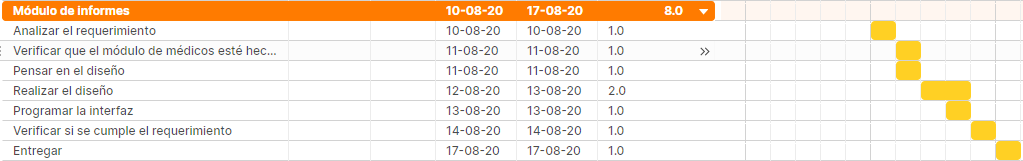 Módulo de informes 10-08-20 17-08-20 8.0
Analizar el requerimiento 10-08-20 10-08-20 1.0
Verificar que el módulo de médicos esté hec... 11-08-20 11-08-20 1.0 »
Pensar en el diseño 11-08-20 11-08-20 1.0
Realizar el diseño 12-08-20 13-08-20 2.0
Programar la interfaz 13-08-20 13-08-20 1.0
Verificar si se cumple el requerimiento 14-08-20 14-08-20 1.0
Entregar 17-08-20 17-08-20 1.0